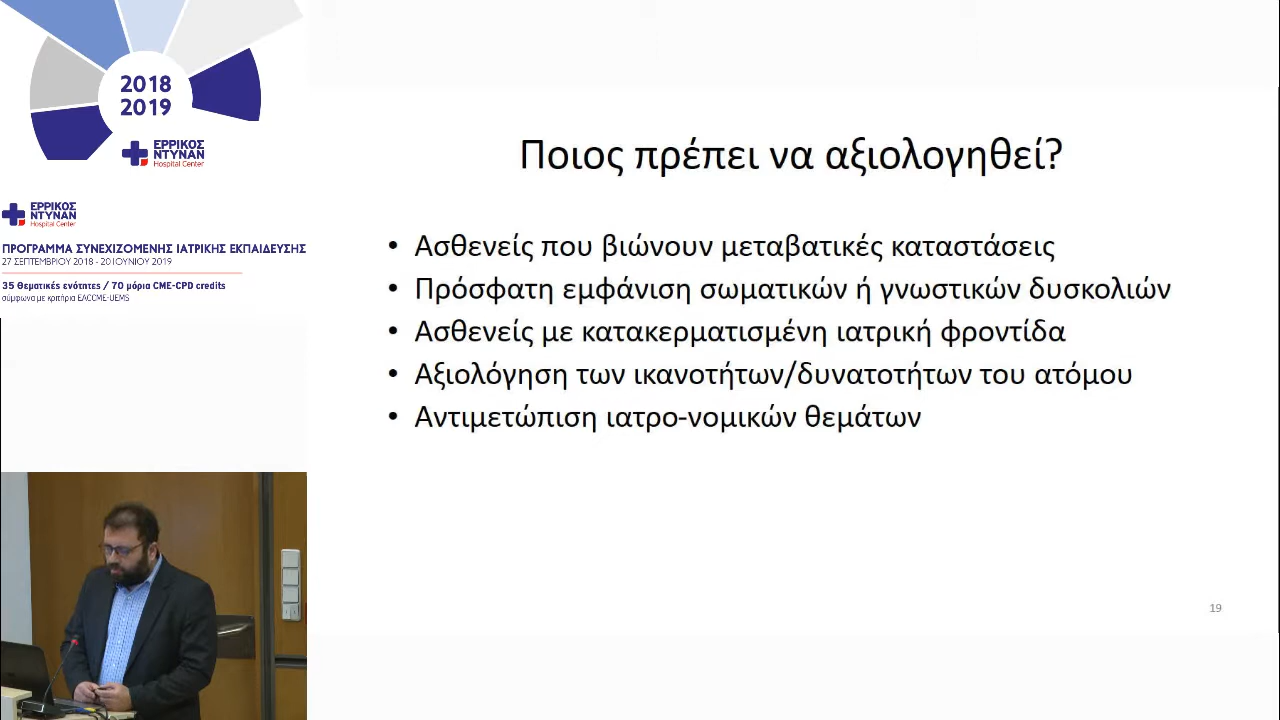 2018
2019
ΕΡΡΙΚΟΣ
ΝΤΥΝΑΝ
Hospital Center
ΕΡΡΙΚΟΣ
ΝΤΥΝΑΝ
Hospital Center
ΠΡΟΓΡΑΜΜΑ ΣΥΝΕΧΙΖΟΜΕΝΗΣ ΙΑΤΡΙΚΗΣ ΕΚΠΑΙΔΕΥΣΗΣ
27 ΣΕΠΤΕΜΒΡΙΟΥ 2018 - 20 ΙΟΥΝΙΟΥ 2019
35 Θεματικές ενότητες / 70 μόρια CME-CPD credits
σύμφωνα με κριτήρια EACCME-UEMS
Ποιος πρέπει να αξιολογηθεί?
• Ασθενείς που βιώνουν μεταβατικές καταστάσεις
• Πρόσφατη εμφάνιση σωματικών ή γνωστικών δυσκολιών
• Ασθενείς με κατακερματισμένη ιατρική φροντίδα
• Αξιολόγηση των ικανοτήτων/δυνατοτήτων του ατόμου
• Αντιμετώπιση ιατρο-νομικών θεμάτων
19